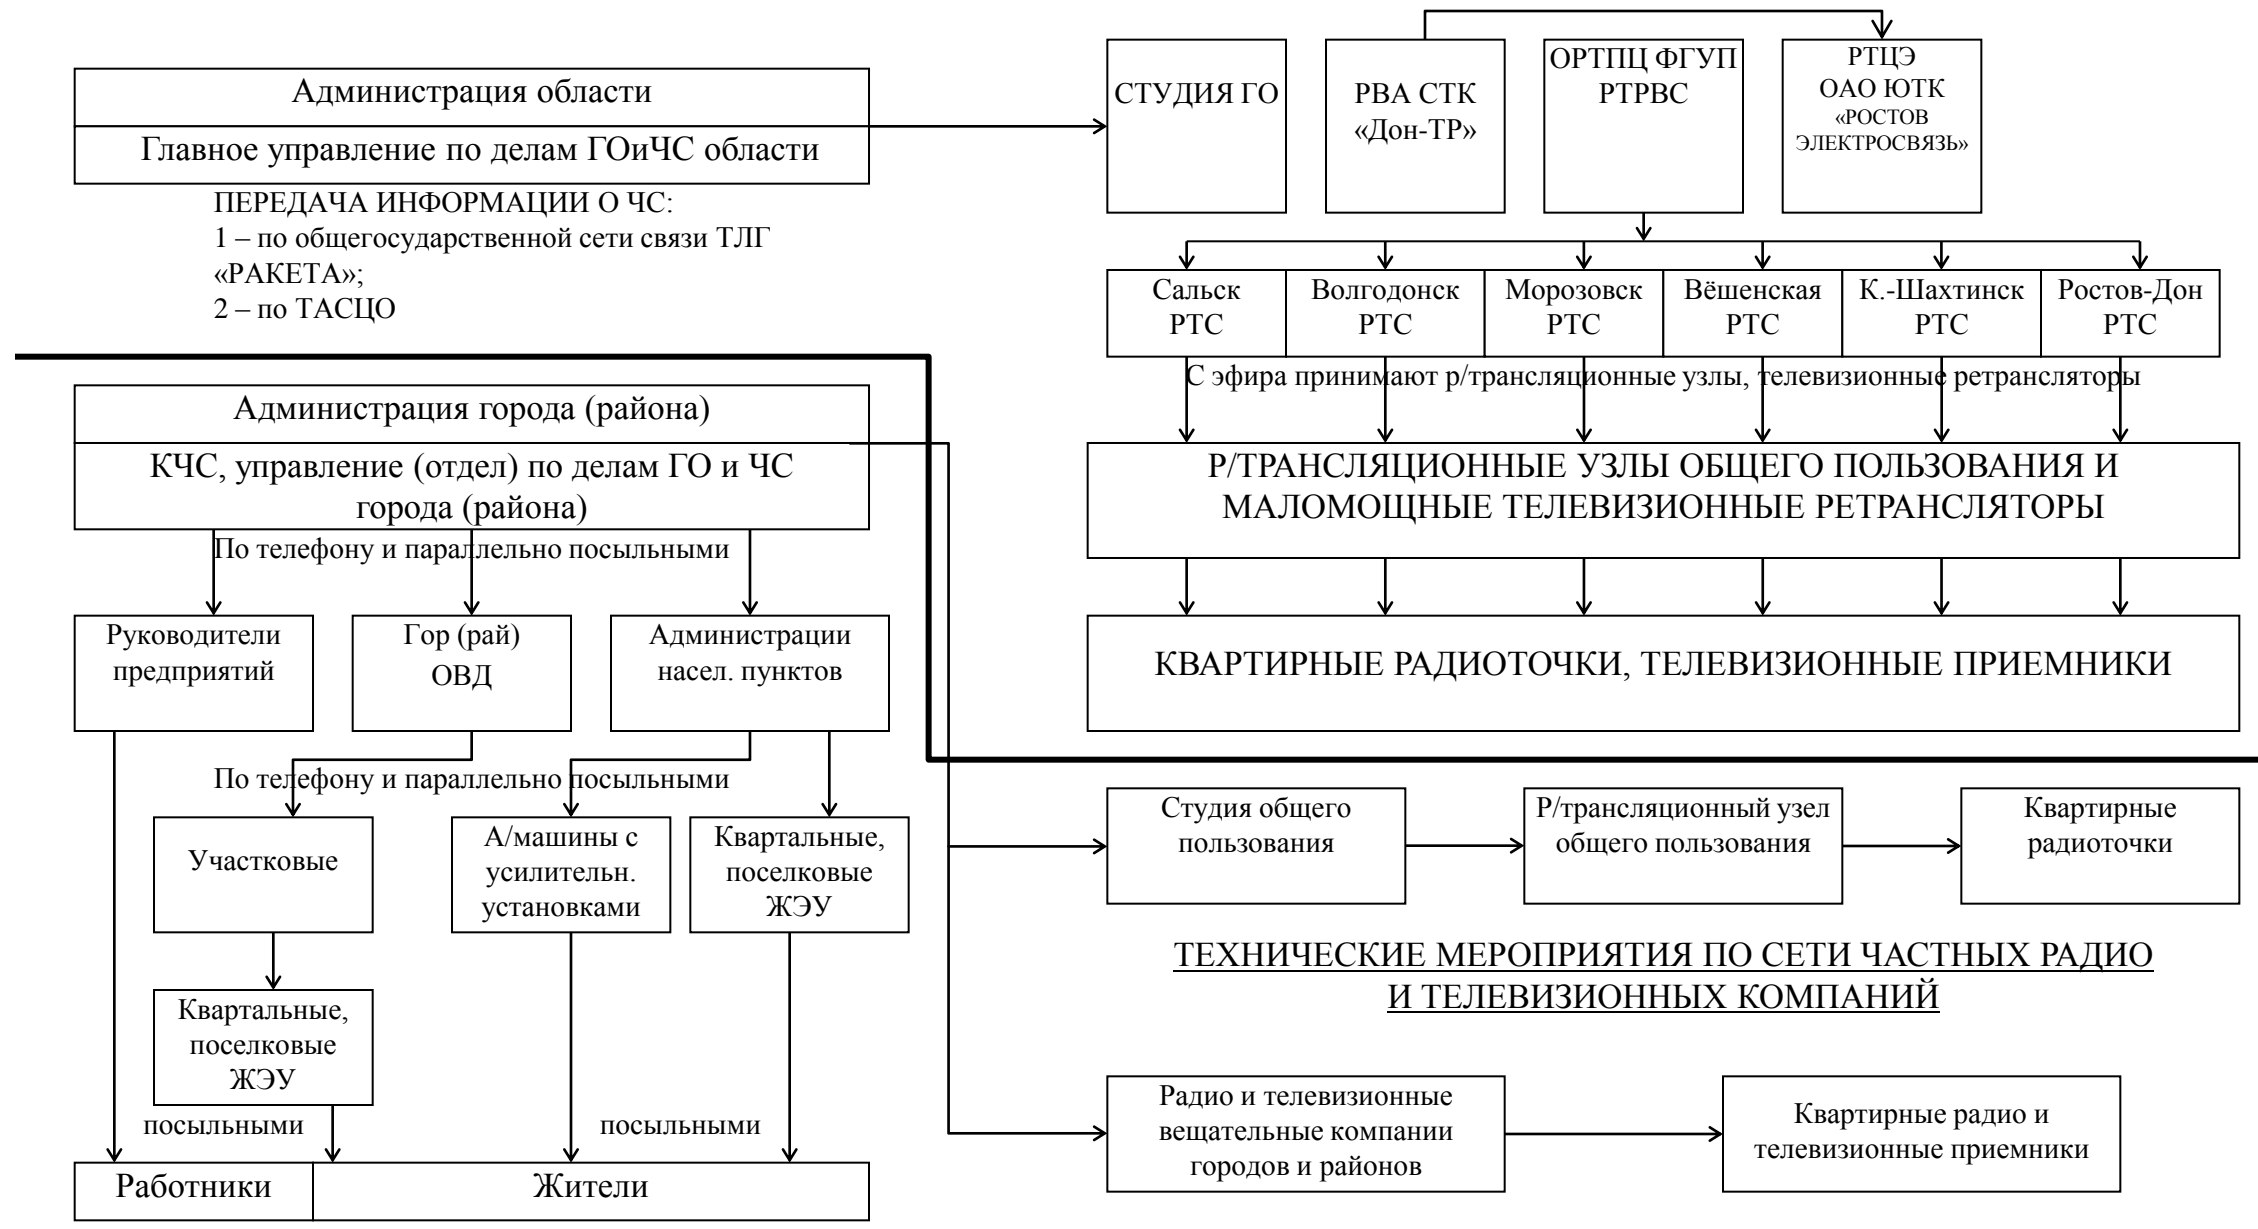 Администрация области
Главное управление по делам ГОиЧС области
ПЕРЕДАЧА ИНФОРМАЦИИ О ЧС:
1 – по общегосударственной сети связи ТЛГ
«РАКЕТА»;
2 – по ТАСЦО
СТУДИЯ ГО
РВА СТК
«Дон-ТР»
ОРТПЦ ФГУП
РТРВС
РТЦЭ
ОАО ЮТК
«РОСТОВ
ЭЛЕКТРОСВЯЗЬ»
Сальск
РТС
Волгодонск
РТС
Морозовск
РТС
Вёшенская
РТС
К.-Шахтинск
РТС
Ростов-Дон
РТС
С эфира принимают р/трансляционные узлы, телевизионные ретрансляторы
Р/ТРАНСЛЯЦИОННЫЕ УЗЛЫ ОБЩЕГО ПОЛЬЗОВАНИЯ И
МАЛОМОЩНЫЕ ТЕЛЕВИЗИОННЫЕ РЕТРАНСЛЯТОРЫ
КВАРТИРНЫЕ РАДИОТОЧКИ, ТЕЛЕВИЗИОННЫЕ ПРИЕМНИКИ
Администрация города (района)
КЧС, управление (отдел) по делам ГО и ЧС
города (района)
По телефону и параллельно посыльными
Руководители
предприятий
Гор (рай)
ОВД
Администрации
насел. пунктов
По телефону и параллельно посыльными
Участковые
А/машины с
усилительн.
установками
Квартальные,
поселковые
ЖЭУ
Квартальные,
поселковые
ЖЭУ
посыльными
посыльными
Работники
Жители
Студия общего
пользования
Р/трансляционный узел
общего пользования
Квартирные
радиоточки
ТЕХНИЧЕСКИЕ МЕРОПРИЯТИЯ ПО СЕТИ ЧАСТНЫХ РАДИО
И ТЕЛЕВИЗИОННЫХ КОМПАНИЙ
Радио и телевизионные
вещательные компании
городов и районов
Квартирные радио и
телевизионные приемники